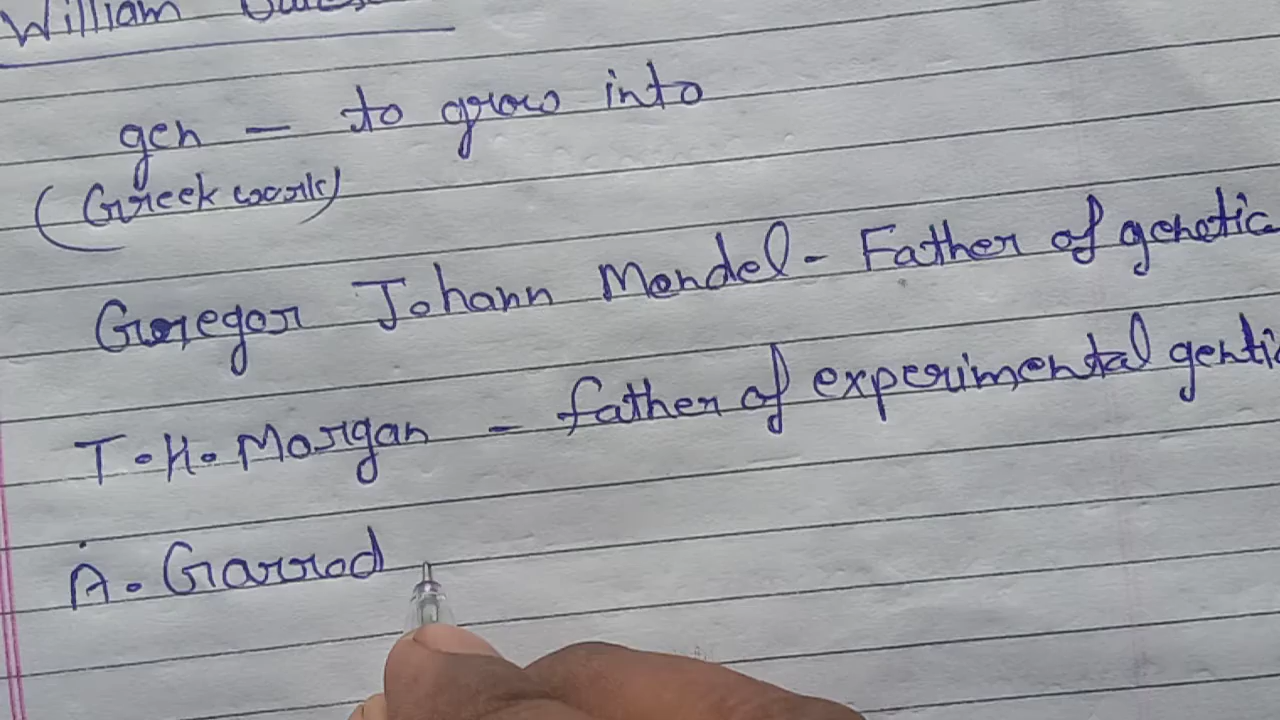 William
gen – to grow into
(Greek work)
Gregor Johann Mendel - Father of genetic
T.H. Morgan - father of experimental genti
A. Garrod